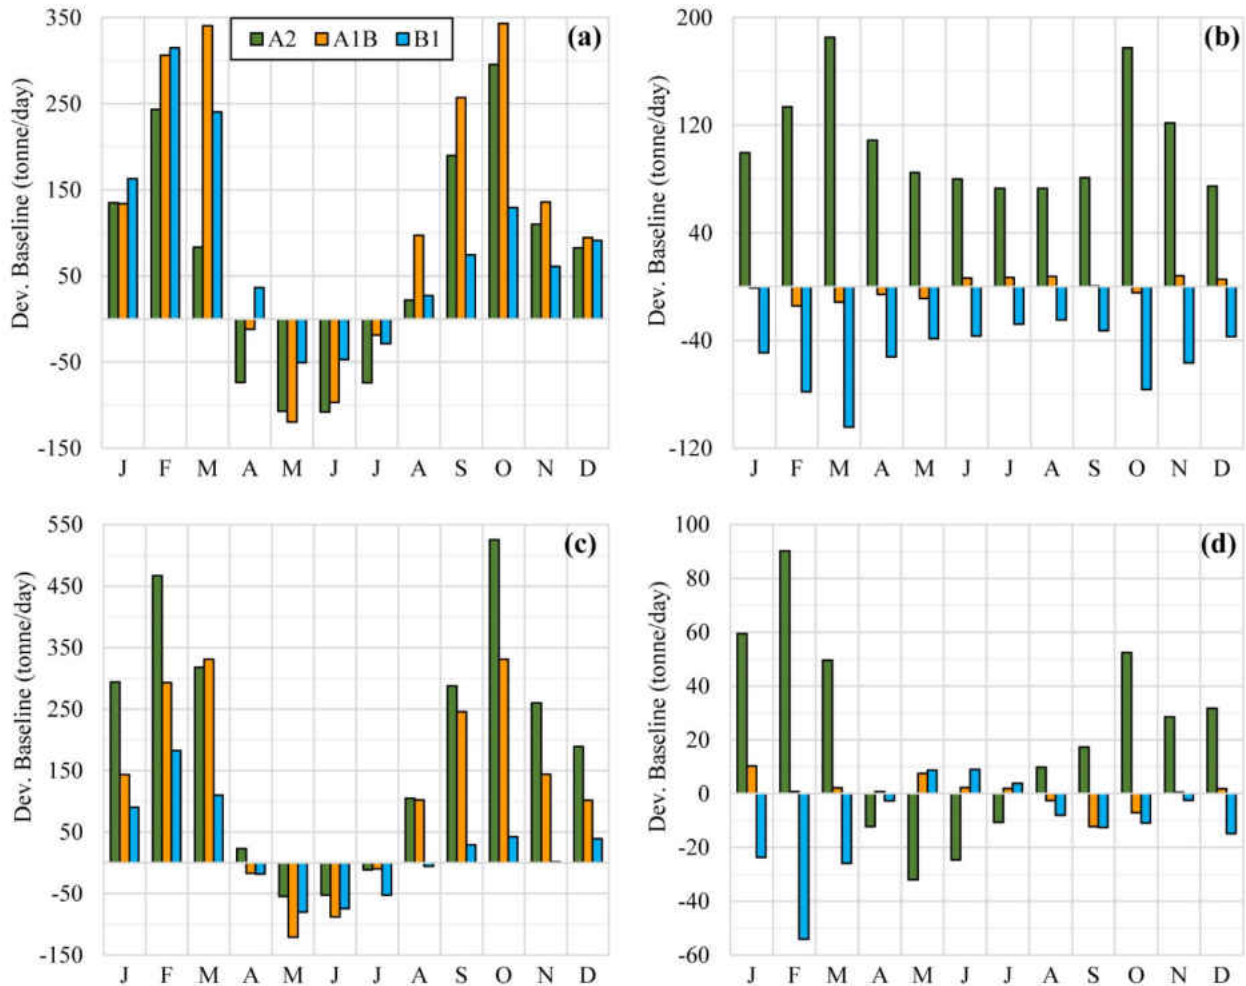 A2 A1B B1
(a)
Dev. Baseline (tonne/day)
350
250
150
50
-50
-150
J F M A M J J A S O N D
(b)
Dev. Baseline (tonne/day)
200
120
40
-40
-120
J F M A M J J A S O N D
(c)
Dev. Baseline (tonne/day)
550
450
350
250
150
50
-50
-150
J F M A M J J A S O N D
(d)
Dev. Baseline (tonne/day)
100
80
60
40
20
0
-20
-40
-60
J F M A M J J A S O N D